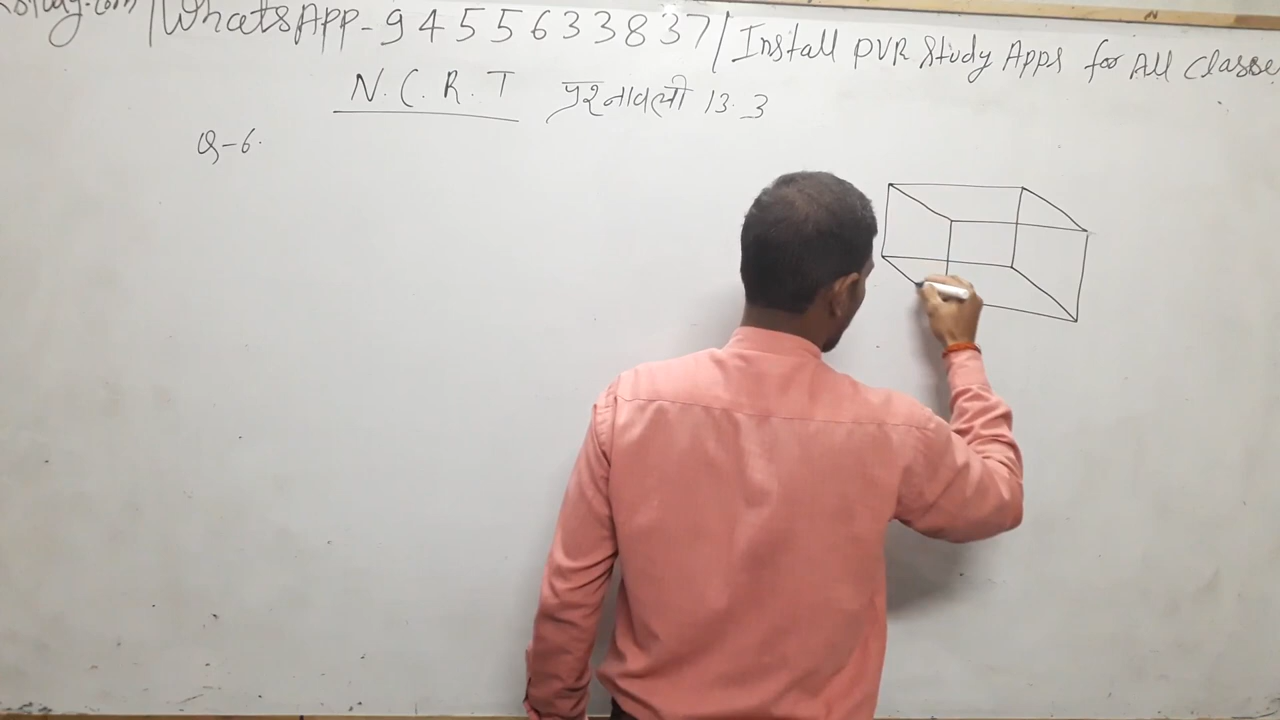 WhatsApp-9455633837/Install PVR Study Apps for All Classe
N.C.R.T प्रश्नावली 13.3
Q-6.